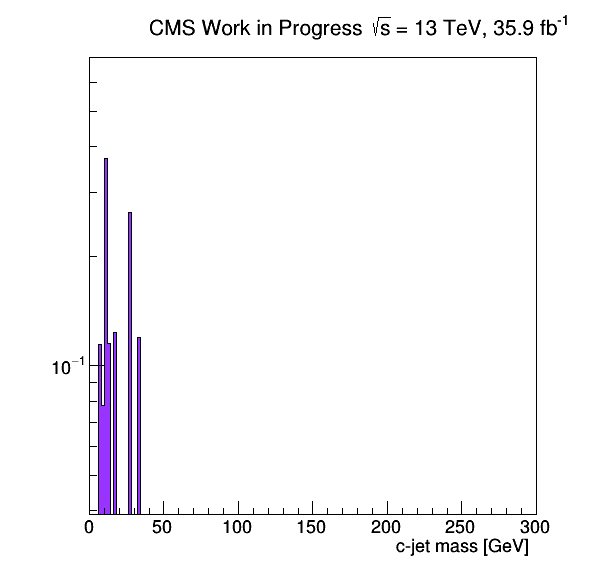 CMS Work in Progress √s = 13 TeV, 35.9 fb⁻¹
10⁻¹
0 50 100 150 200 250 300
c-jet mass [GeV]